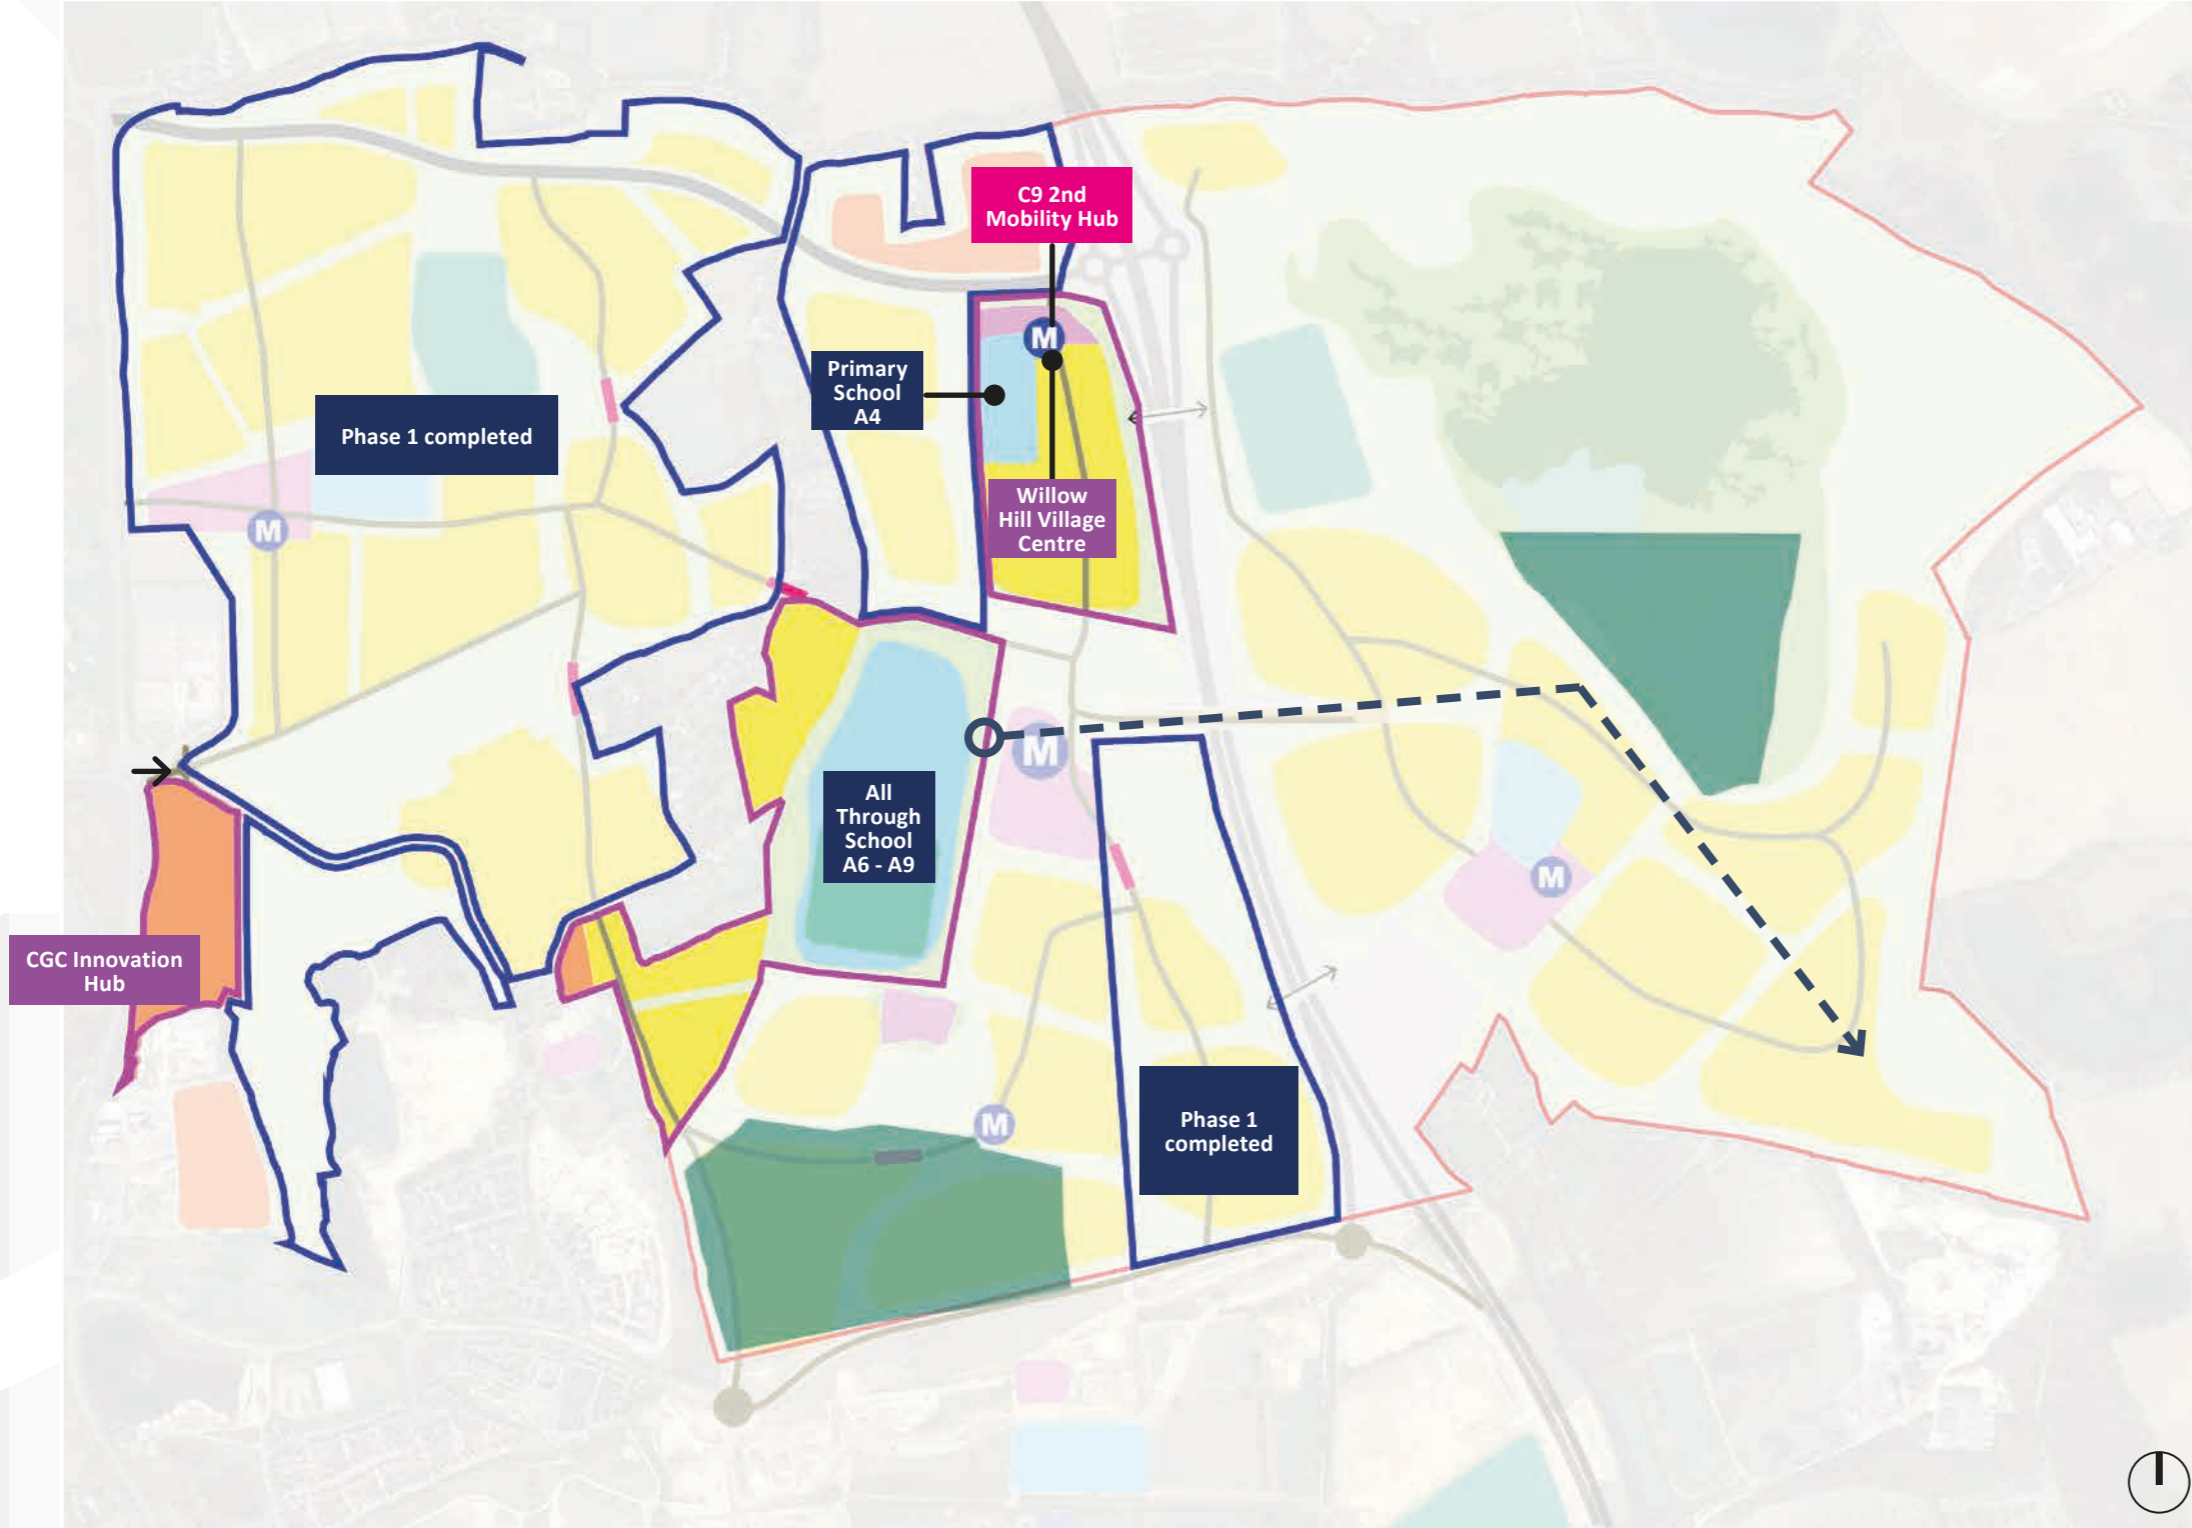 C9 2nd
Mobility Hub
M
Primary
School
A4
Phase 1 completed
Willow
Hill Village
Centre
M
M
All
Through
School
A6 - A9
M
CGC Innovation
Hub
M
Phase 1
completed